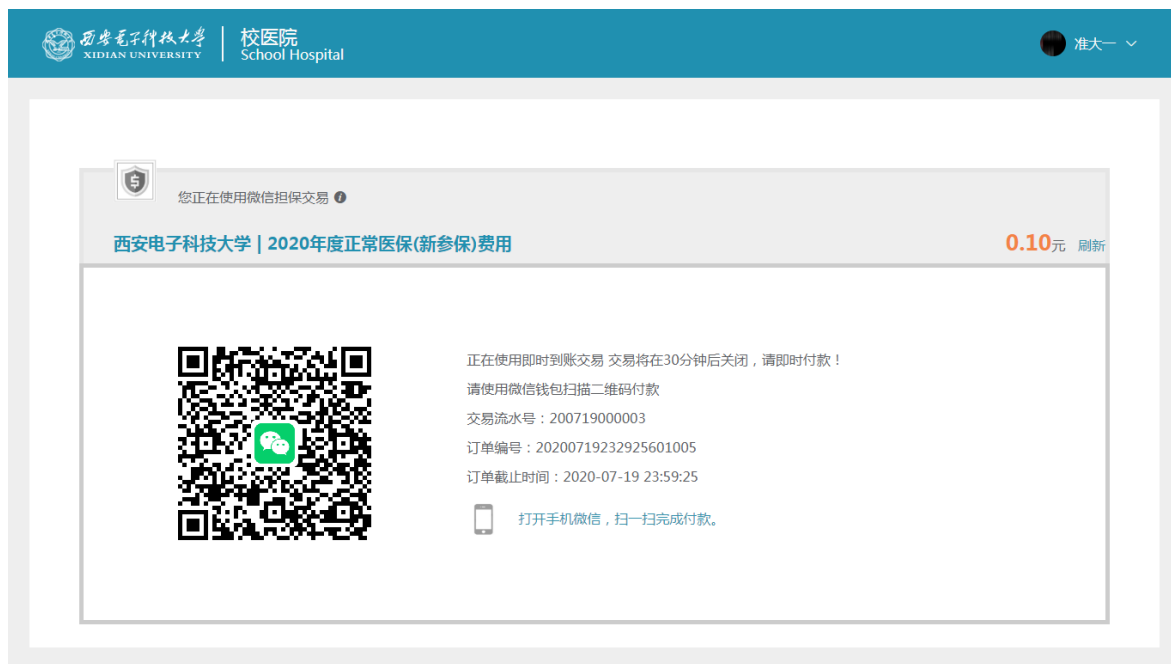 西安电子科技大学
XIDIAN UNIVERSITY
校医院
School Hospital
准大一
您正在使用微信担保交易
西安电子科技大学 | 2020年度正常医保(新参保)费用
0.10元 刷新
正在使用即时到账交易 交易将在30分钟后关闭，请即时付款！
请使用微信钱包扫描二维码付款
交易流水号：200719000003
订单编号：20200719232925601005
订单截止时间：2020-07-19 23:59:25
打开手机微信，扫一扫完成付款。